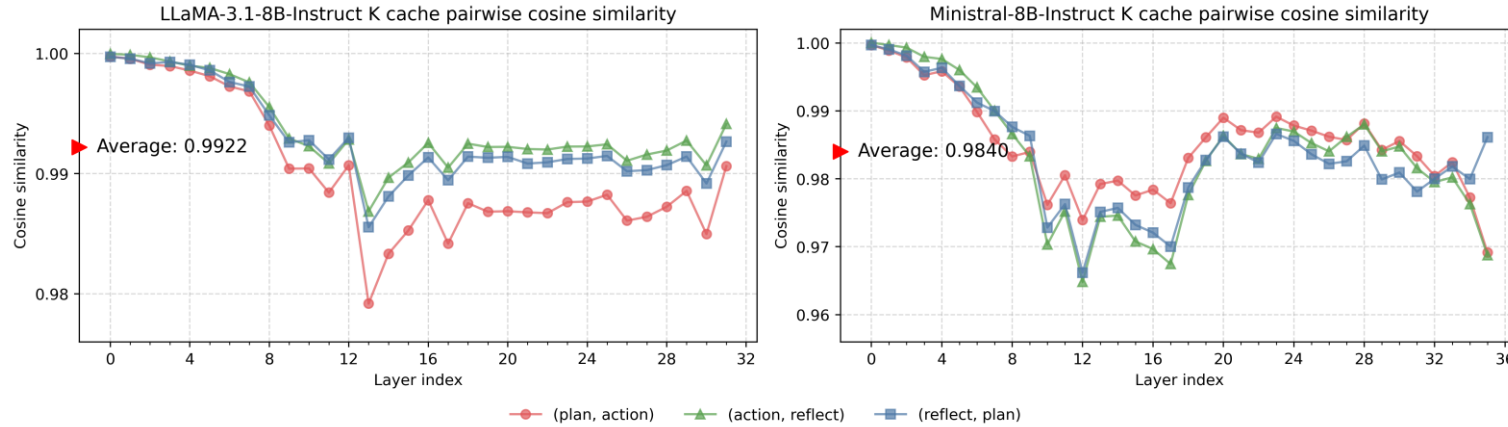 LLaMA-3.1-8B-Instruct K cache pairwise cosine similarity
Cosine similarity
1.00
0.99
0.98
Average: 0.9922
0 4 8 12 16 20 24 28 32
Layer index
Ministral-8B-Instruct K cache pairwise cosine similarity
Cosine similarity
1.00
0.99
0.98
0.97
0.96
Average: 0.9840
0 4 8 12 16 20 24 28 32 36
Layer index
(plan, action) (action, reflect) (reflect, plan)